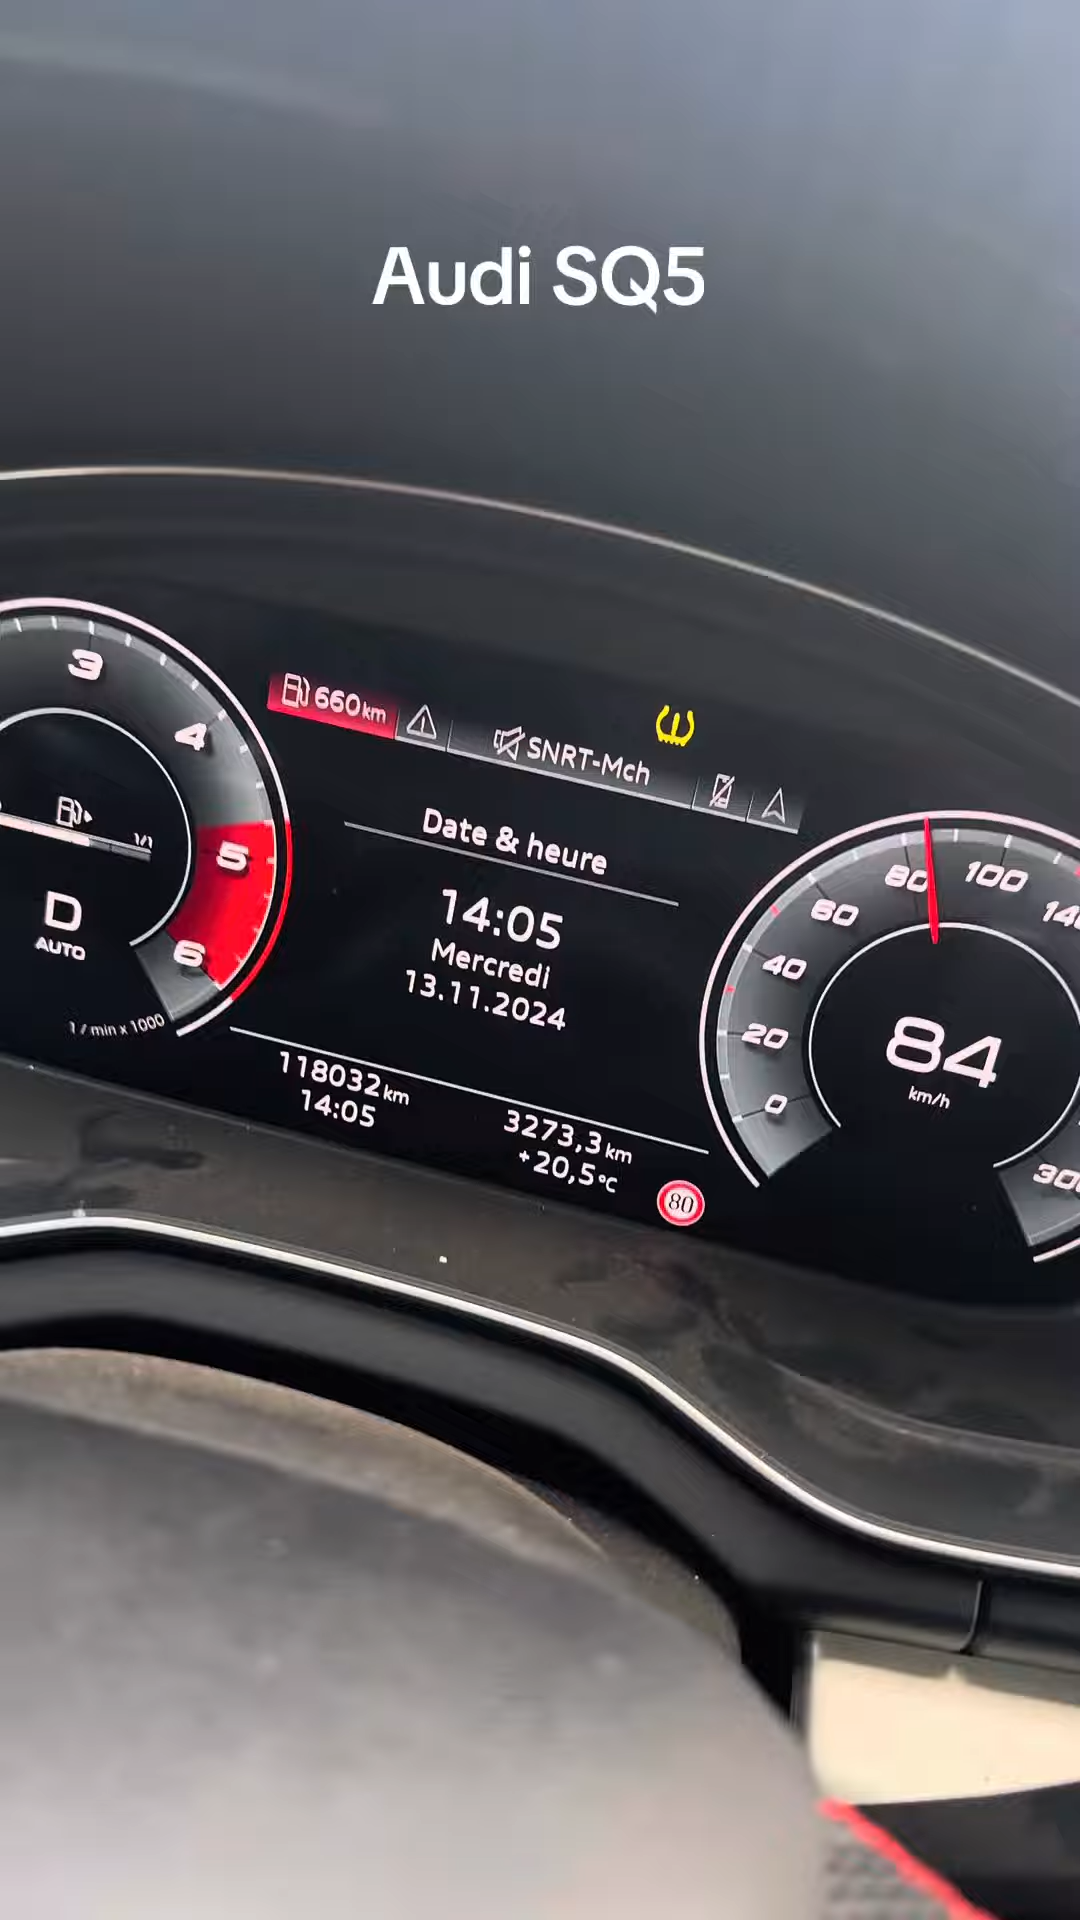 Audi SQ5
3
4
5
6
1/1
D
AUTO
1 / min x 1000
660 km
SNRT-Mch
Date & heure
14:05
Mercredi
13.11.2024
118032 km
14:05
3273,3 km
+20,5 °C
80
0
20
40
60
80
100
84
km/h